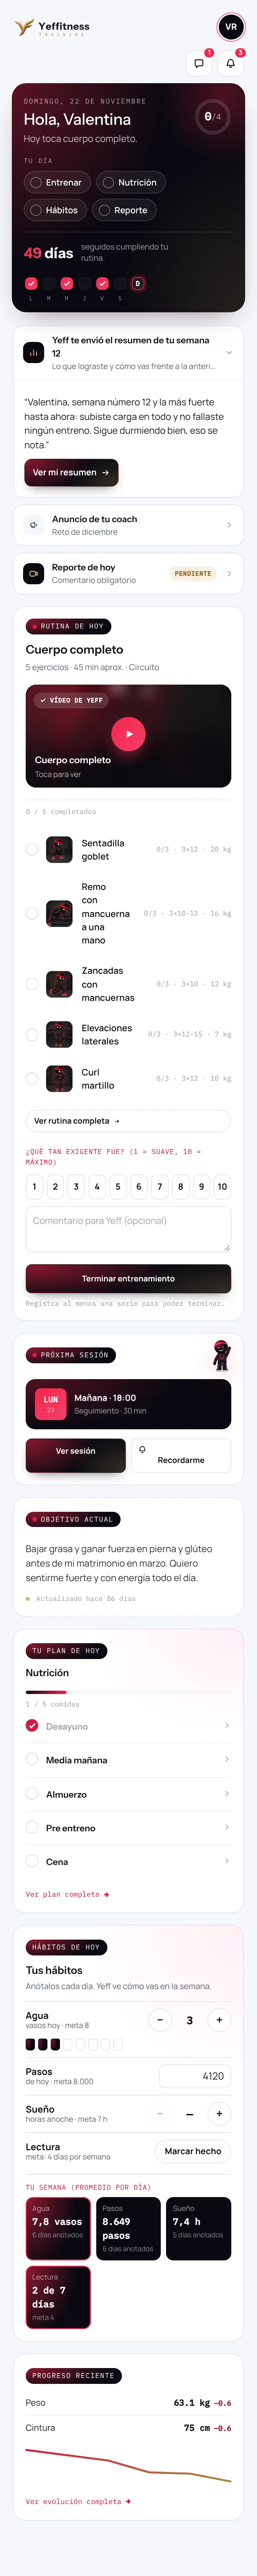 Yeffitness
TRAINING
VR
1
3
DOMINGO, 22 DE NOVIEMBRE
Hola, Valentina
Hoy toca cuerpo completo.
0/4
TU DÍA
Entrenar
Nutrición
Hábitos
Reporte
49 días
seguidos cumpliendo tu
rutina.
D
L M M J V S
Yeff te envió el resumen de tu semana
12
Lo que lograste y cómo vas frente a la anteri...
“Valentina, semana número 12 y la más fuerte
hasta ahora: subiste carga en todo y no fallaste
ningún entreno. Sigue durmiendo bien, eso se
nota.”
Ver mi resumen →
Anuncio de tu coach
Reto de diciembre
Reporte de hoy
Comentario obligatorio
PENDIENTE
RUTINA DE HOY
Cuerpo completo
5 ejercicios · 45 min aprox. · Circuito
VÍDEO DE YEFF
Cuerpo completo
Toca para ver
0 / 5 completados
Sentadilla
goblet
0/3 · 3×12 · 20 kg
Remo
con
mancuerna
a una
mano
0/3 · 3×10-12 · 16 kg
Zancadas
con
mancuernas
0/3 · 3×10 · 12 kg
Elevaciones
laterales
0/3 · 3×12-15 · 7 kg
Curl
martillo
0/3 · 3×12 · 10 kg
Ver rutina completa →
¿QUÉ TAN EXIGENTE FUE? (1 = SUAVE, 10 =
MÁXIMO)
1 2 3 4 5 6 7 8 9 10
Comentario para Yeff (opcional)
Terminar entrenamiento
Registra al menos una serie para poder terminar.
PRÓXIMA SESIÓN
LUN
23
Mañana · 18:00
Seguimiento · 30 min
Ver sesión
Recordarme
OBJETIVO ACTUAL
Bajar grasa y ganar fuerza en pierna y glúteo
antes de mi matrimonio en marzo. Quiero
sentirme fuerte y con energía todo el día.
Actualizado hace 86 días
TU PLAN DE HOY
Nutrición
1 / 5 comidas
Desayuno
Media mañana
Almuerzo
Pre entreno
Cena
Ver plan completo →
HÁBITOS DE HOY
Tus hábitos
Anótalos cada día. Yeff ve cómo vas en la semana.
Agua
vasos hoy · meta 8
− 3 +
Pasos
de hoy · meta 8.000
4120
Sueño
horas anoche · meta 7 h
− — +
Lectura
meta: 4 días por semana
Marcar hecho
TU SEMANA (PROMEDIO POR DÍA)
Agua
7,8 vasos
6 días anotados
Pasos
8.649
pasos
6 días anotados
Sueño
7,4 h
5 días anotados
Lectura
2 de 7
días
meta 4
PROGRESO RECIENTE
Peso
63.1 kg −0.6
Cintura
75 cm −0.6
Ver evolución completa →